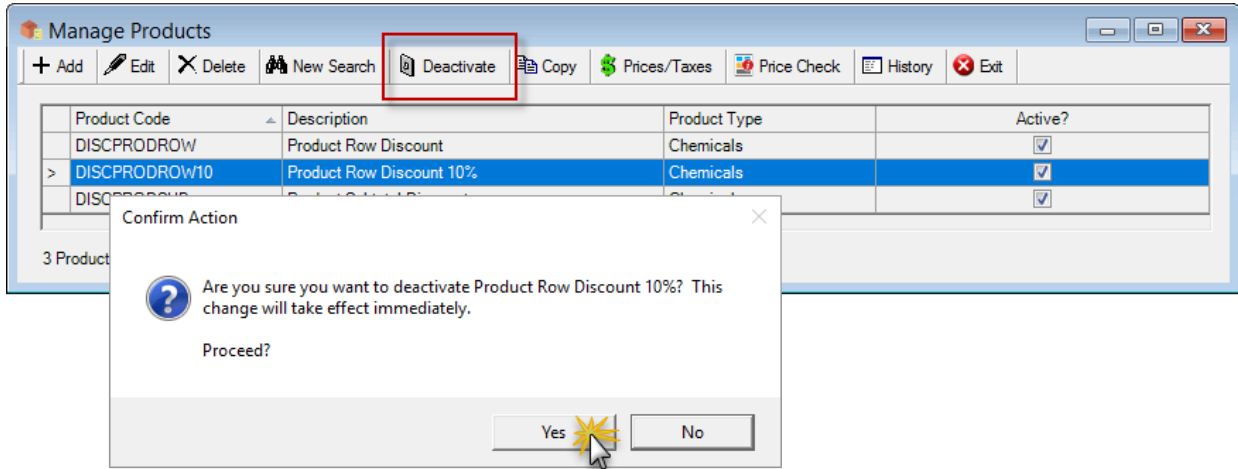 Manage Products
Add Edit Delete New Search Deactivate Copy Prices/Taxes Price Check History Exit
Product Code Description Product Type Active?
DISCPRODROW Product Row Discount Chemicals
> DISCPRODROW10 Product Row Discount 10% Chemicals
3 Product
Confirm Action
Are you sure you want to deactivate Product Row Discount 10%? This
change will take effect immediately.
Proceed?
Yes No